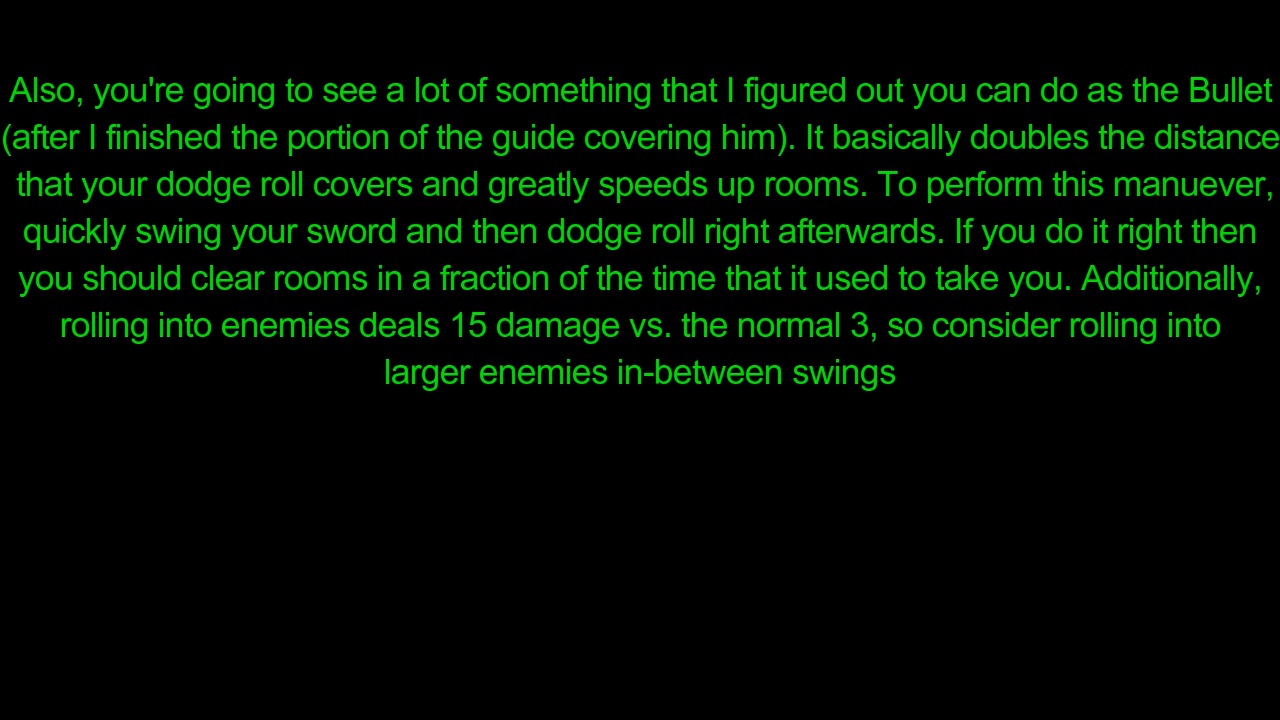 Also, you're going to see a lot of something that I figured out you can do as the Bullet
(after I finished the portion of the guide covering him). It basically doubles the distance
that your dodge roll covers and greatly speeds up rooms. To perform this manuever,
quickly swing your sword and then dodge roll right afterwards. If you do it right then
you should clear rooms in a fraction of the time that it used to take you. Additionally,
rolling into enemies deals 15 damage vs. the normal 3, so consider rolling into
larger enemies in-between swings